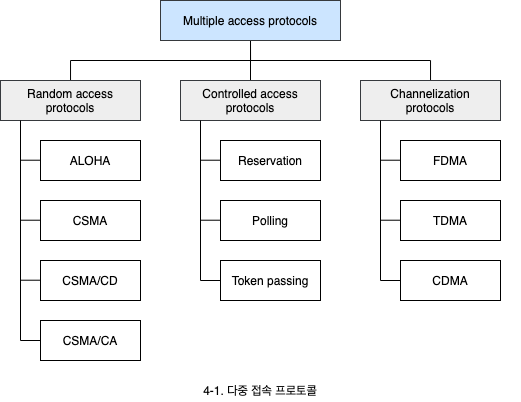 Multiple access protocols
Random access
protocols
ALOHA
CSMA
CSMA/CD
CSMA/CA
Controlled access
protocols
Reservation
Polling
Token passing
Channelization
protocols
FDMA
TDMA
CDMA
4-1. 다중 접속 프로토콜